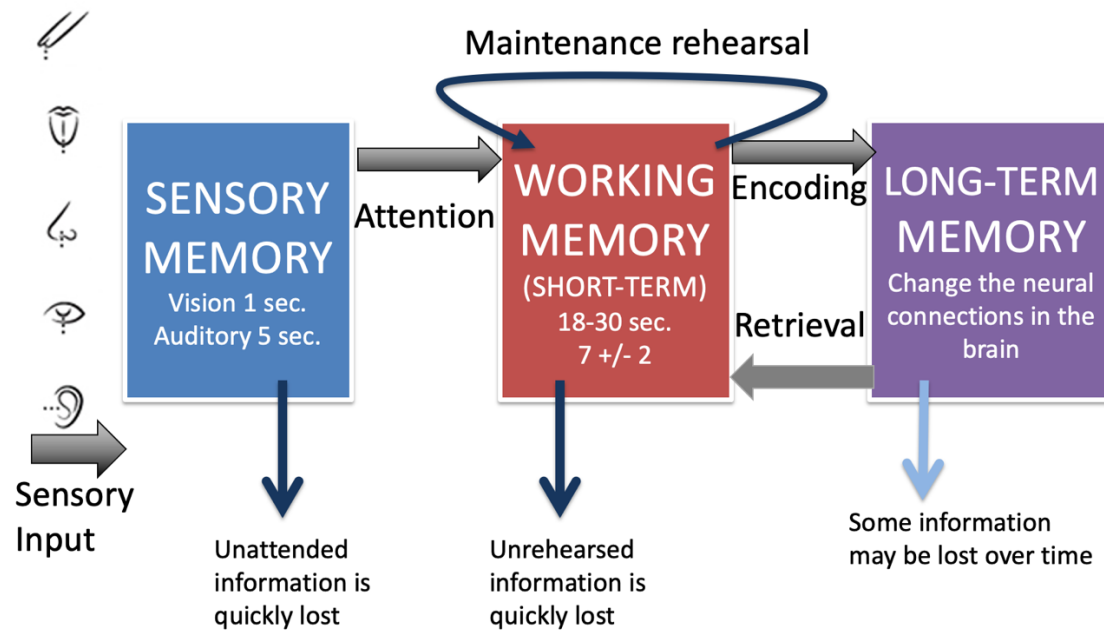 Maintenance rehearsal
SENSORY
MEMORY
Vision 1 sec.
Auditory 5 sec.
Attention
WORKING
MEMORY
(SHORT-TERM)
18-30 sec.
7 +/- 2
Encoding
Retrieval
LONG-TERM
MEMORY
Change the neural
connections in the
brain
Sensory
Input
Unattended
information is
quickly lost
Unrehearsed
information is
quickly lost
Some information
may be lost over time